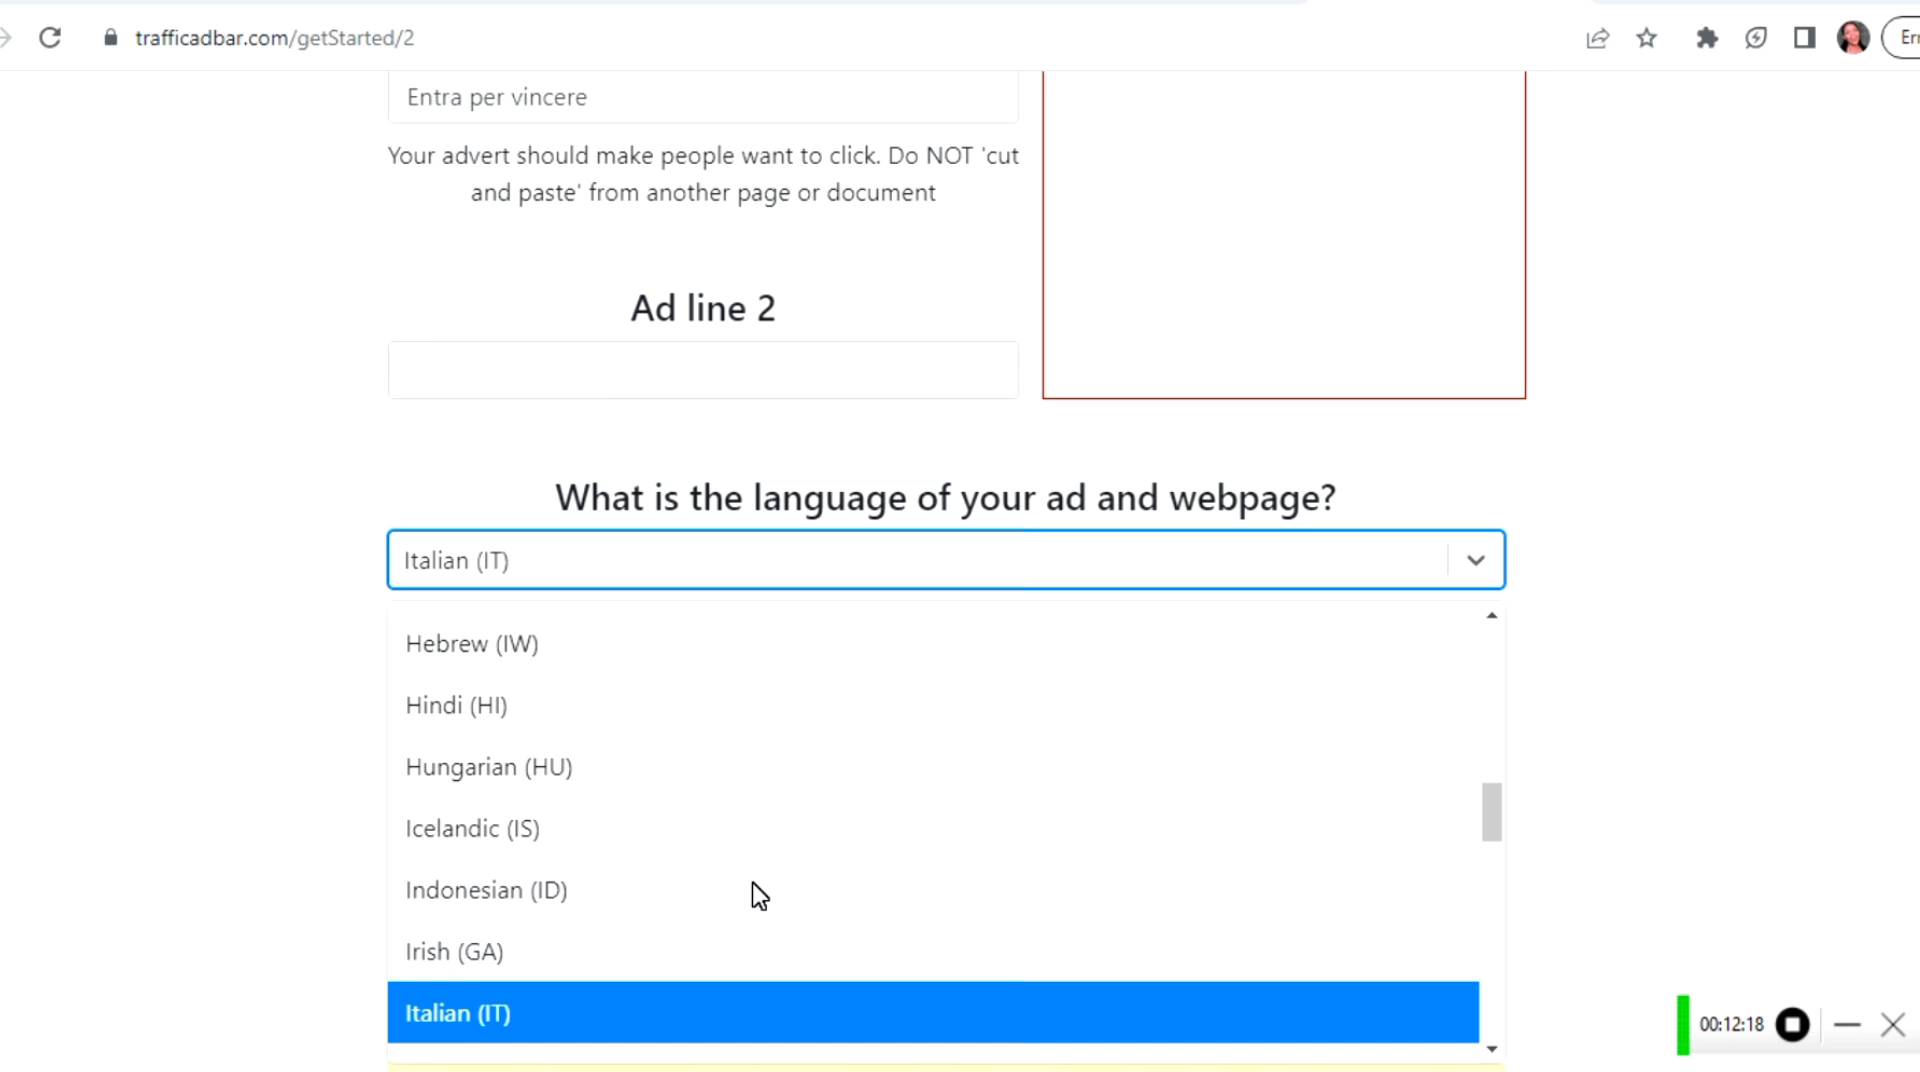 trafficadbar.com/getStarted/2
Entra per vincere
Your advert should make people want to click. Do NOT 'cut
and paste' from another page or document
Ad line 2
What is the language of your ad and webpage?
Italian (IT)
Hebrew (IW)
Hindi (HI)
Hungarian (HU)
Icelandic (IS)
Indonesian (ID)
Irish (GA)
Italian (IT)
00:12:18